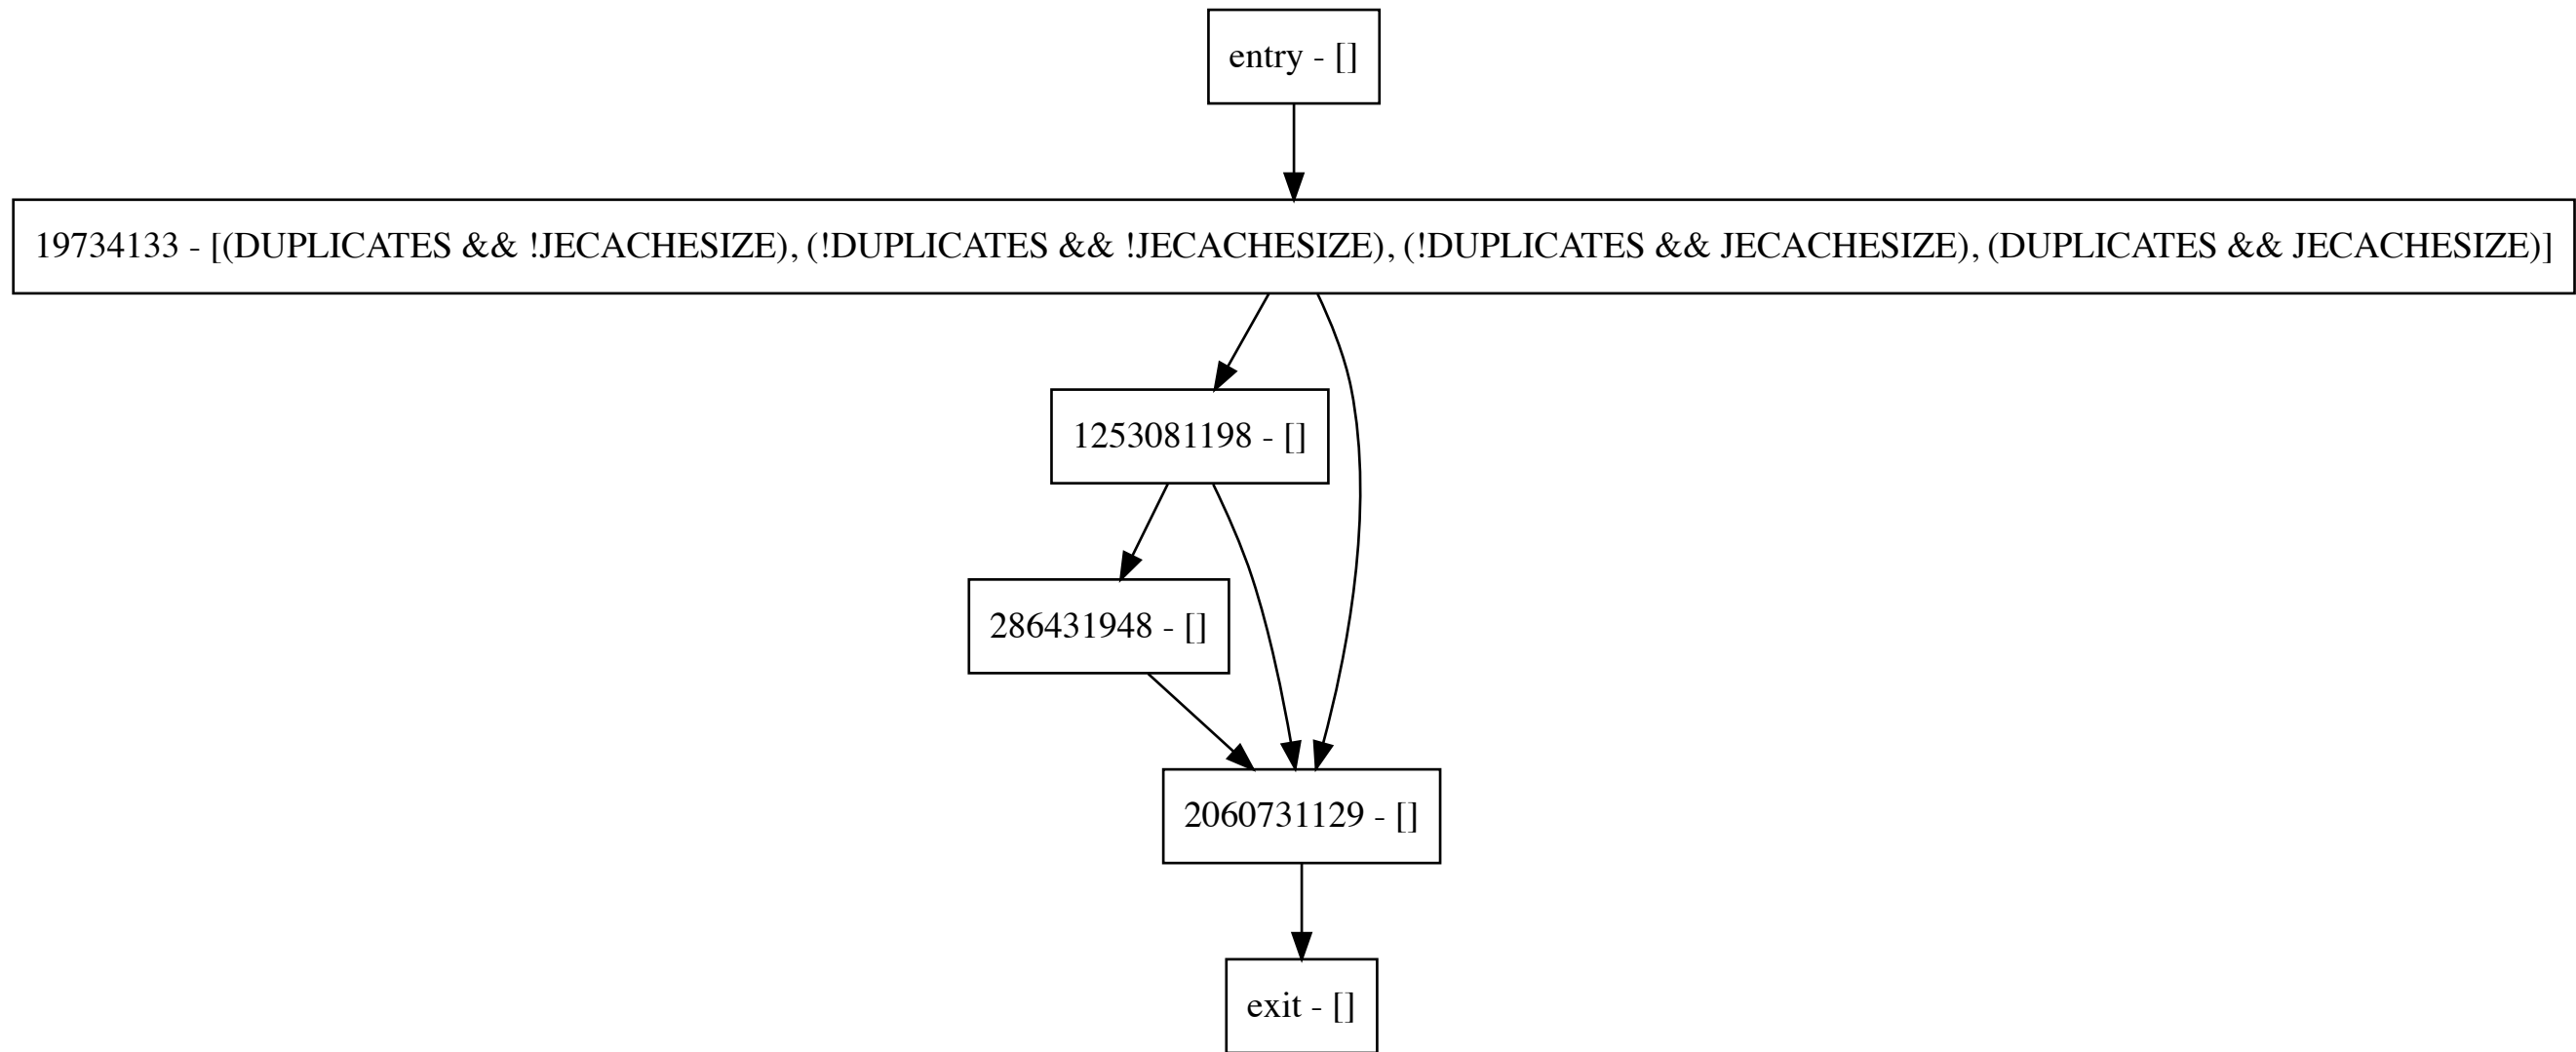 entry - []
19734133 - [(DUPLICATES && !JECACHESIZE), (!DUPLICATES && !JECACHESIZE), (!DUPLICATES && JECACHESIZE), (DUPLICATES && JECACHESIZE)]
1253081198 - []
286431948 - []
2060731129 - []
exit - []